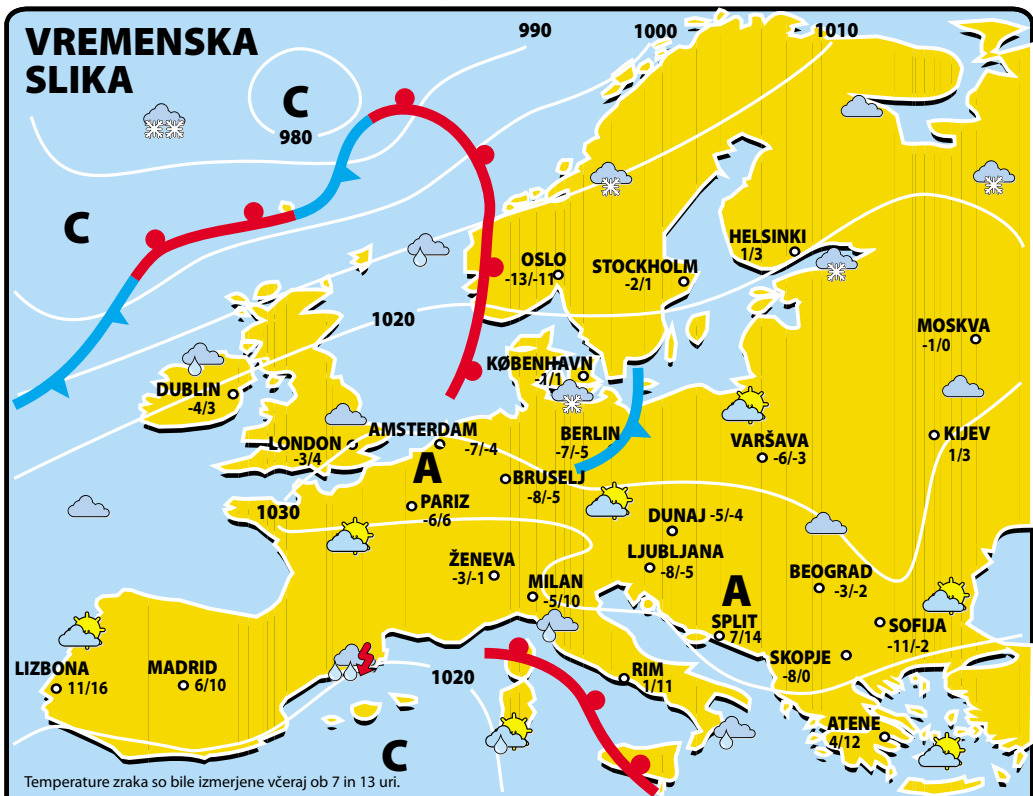 VREMENSKA
SLIKA
990
1000
1010
C
980
C
HELSINKI
1/3
OSLO
-13/-11
STOCKHOLM
-2/1
1020
MOSKVA
-1/0
KØBENHAVN
DUBLIN
-4/3
LONDON
-3/4
AMSTERDAM
-7/-4
BERLIN
-7/-5
VARŠAVA
-6/-3
KIJEV
1/3
A
BRUSELJ
-8/-5
PARIZ
-6/6
1030
DUNAJ -5/-4
LJUBLJANA
-8/-5
ŽENEVA
-3/-1
MILAN
-5/10
BEOGRAD
-3/-2
A
SPLIT
7/14
SOFIJA
-11/-2
SKOPJE
-8/0
LIZBONA
11/16
MADRID
6/10
1020
RIM
1/11
ATENE
4/12
C
Temperature zraka so bile izmerjene včeraj ob 7 in 13 uri.